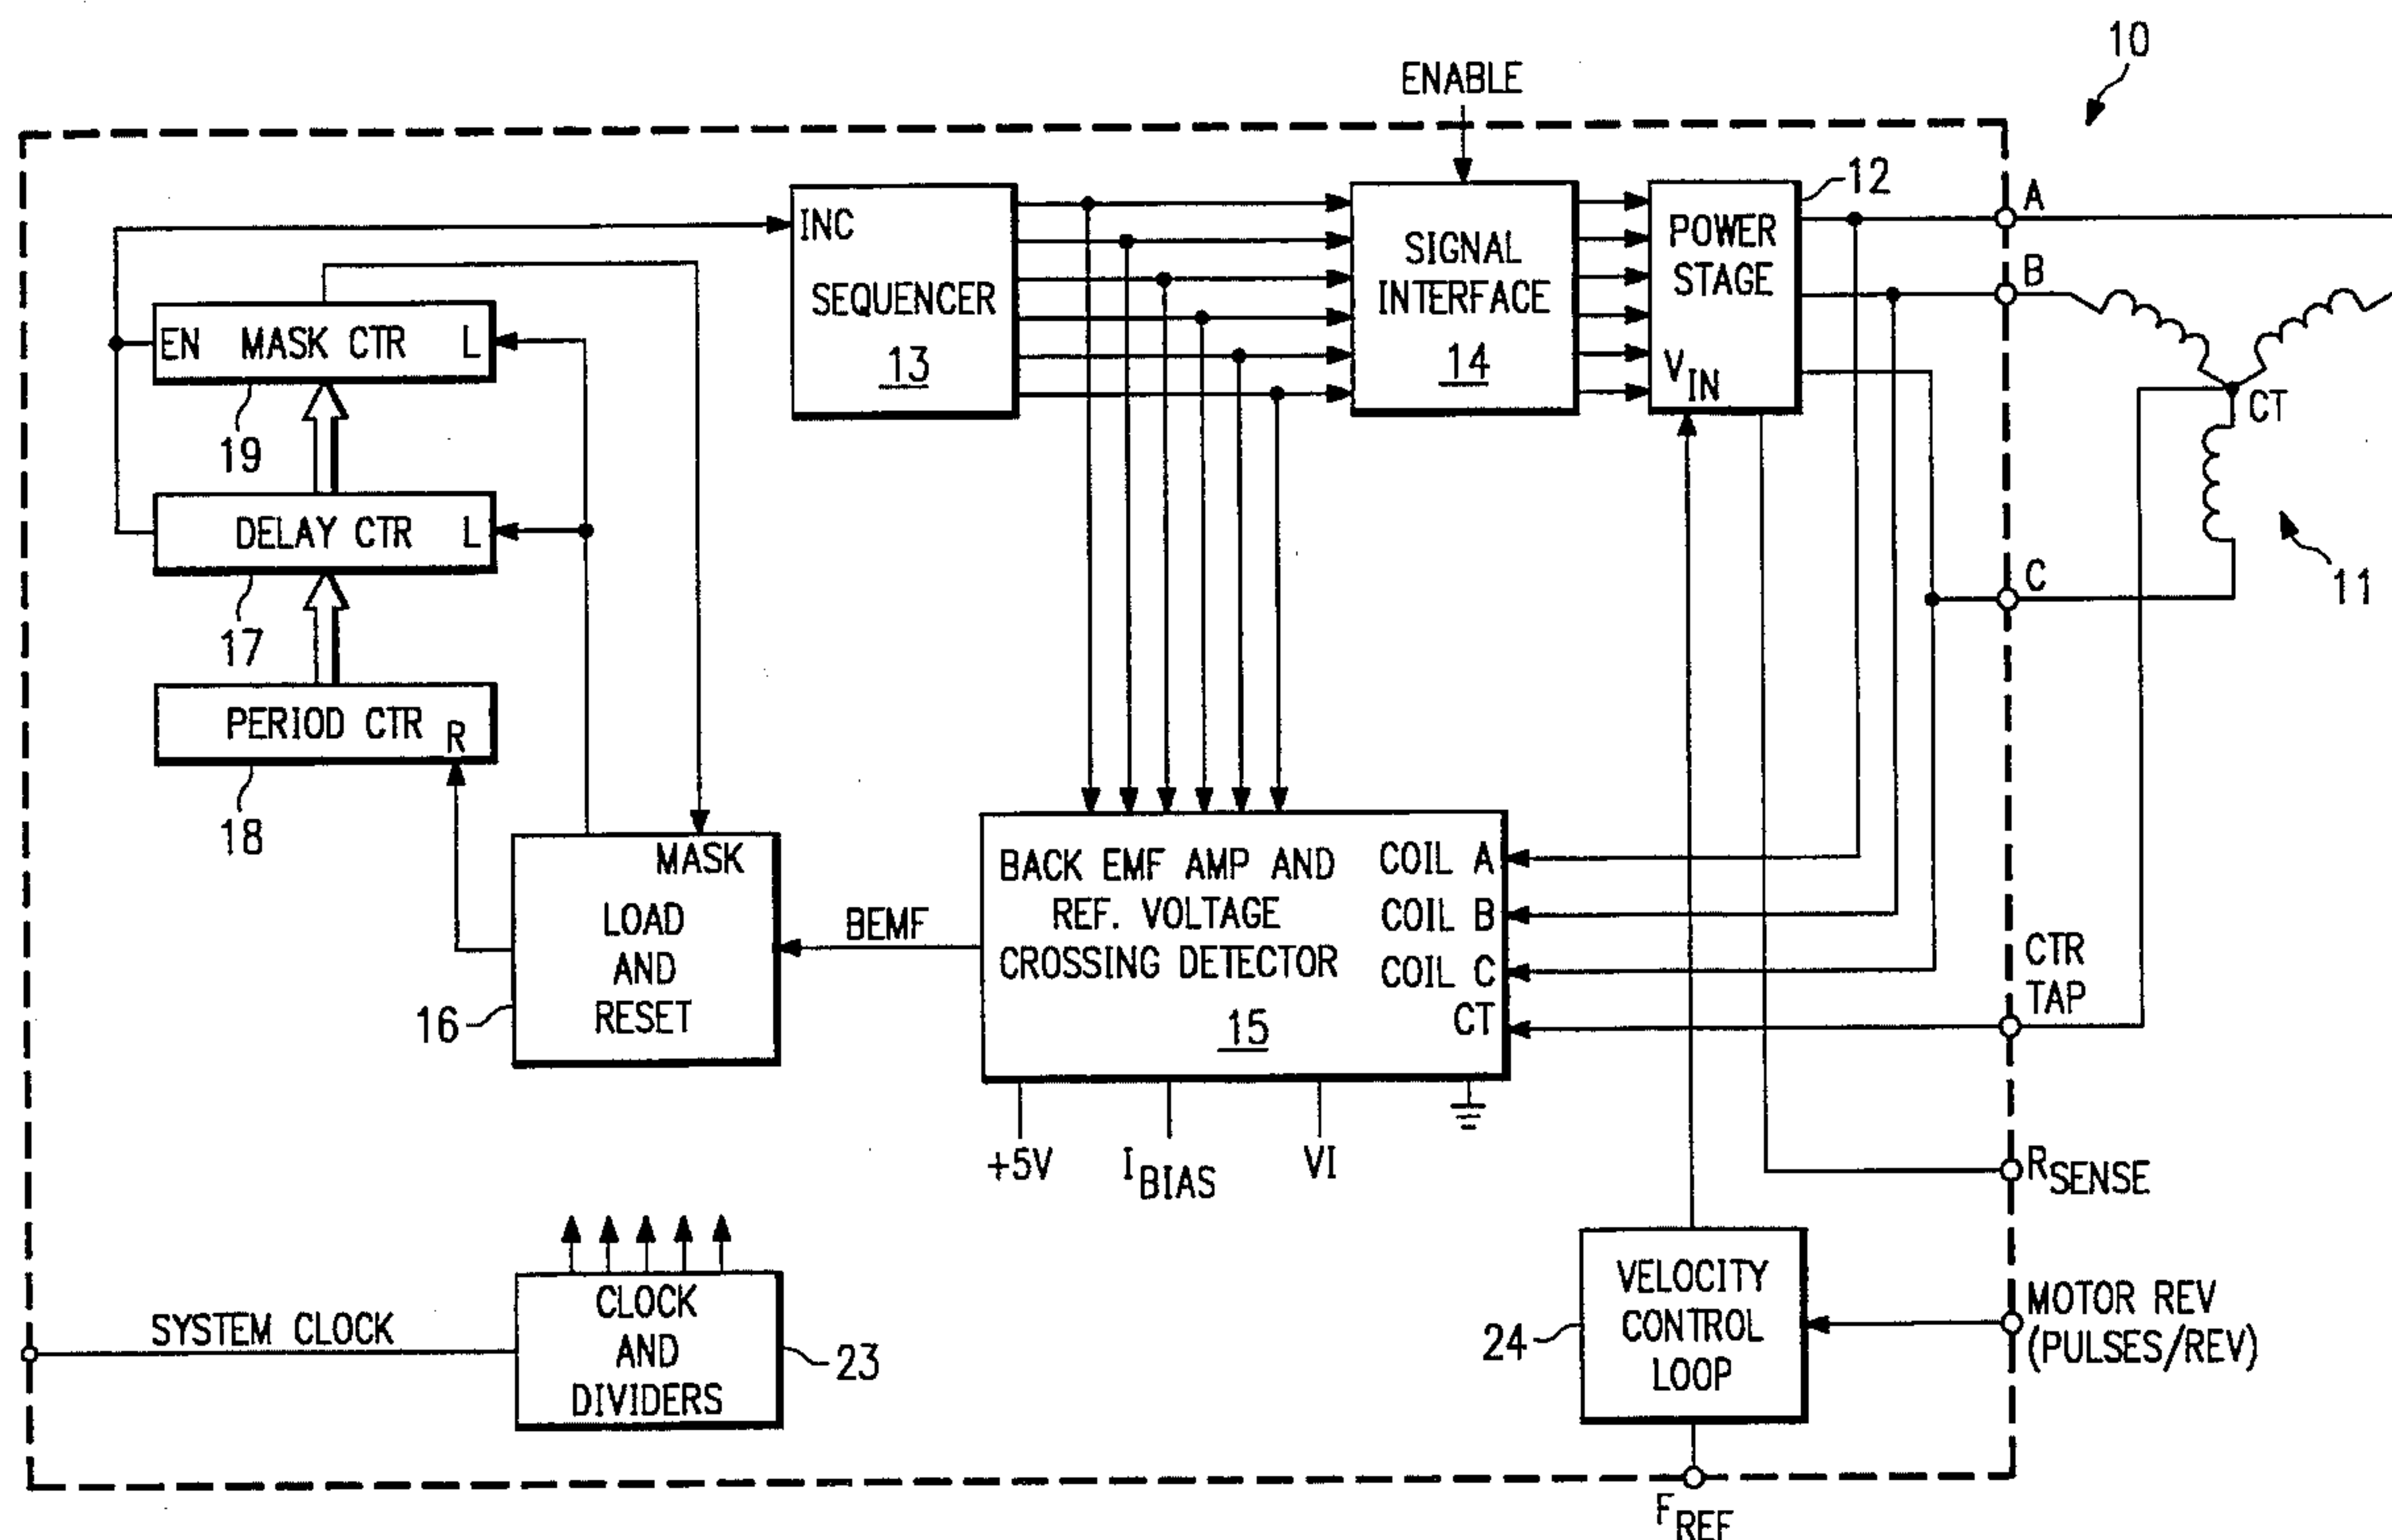 10
ENABLE
12
A
INC
SEQUENCER
13
SIGNAL
INTERFACE
14
POWER
STAGE
VIN
B
CT
EN MASK CTR L
19
DELAY CTR L
17
C
11
PERIOD CTR R
18
MASK
LOAD
AND
RESET
16
BEMF
BACK EMF AMP AND
REF. VOLTAGE
CROSSING DETECTOR
15
COIL A
COIL B
COIL C
CT
CTR
TAP
+5V
IBIAS
VI
RSENSE
SYSTEM CLOCK
CLOCK
AND
DIVIDERS
23
VELOCITY
CONTROL
LOOP
24
MOTOR REV
(PULSES/REV)
FREF